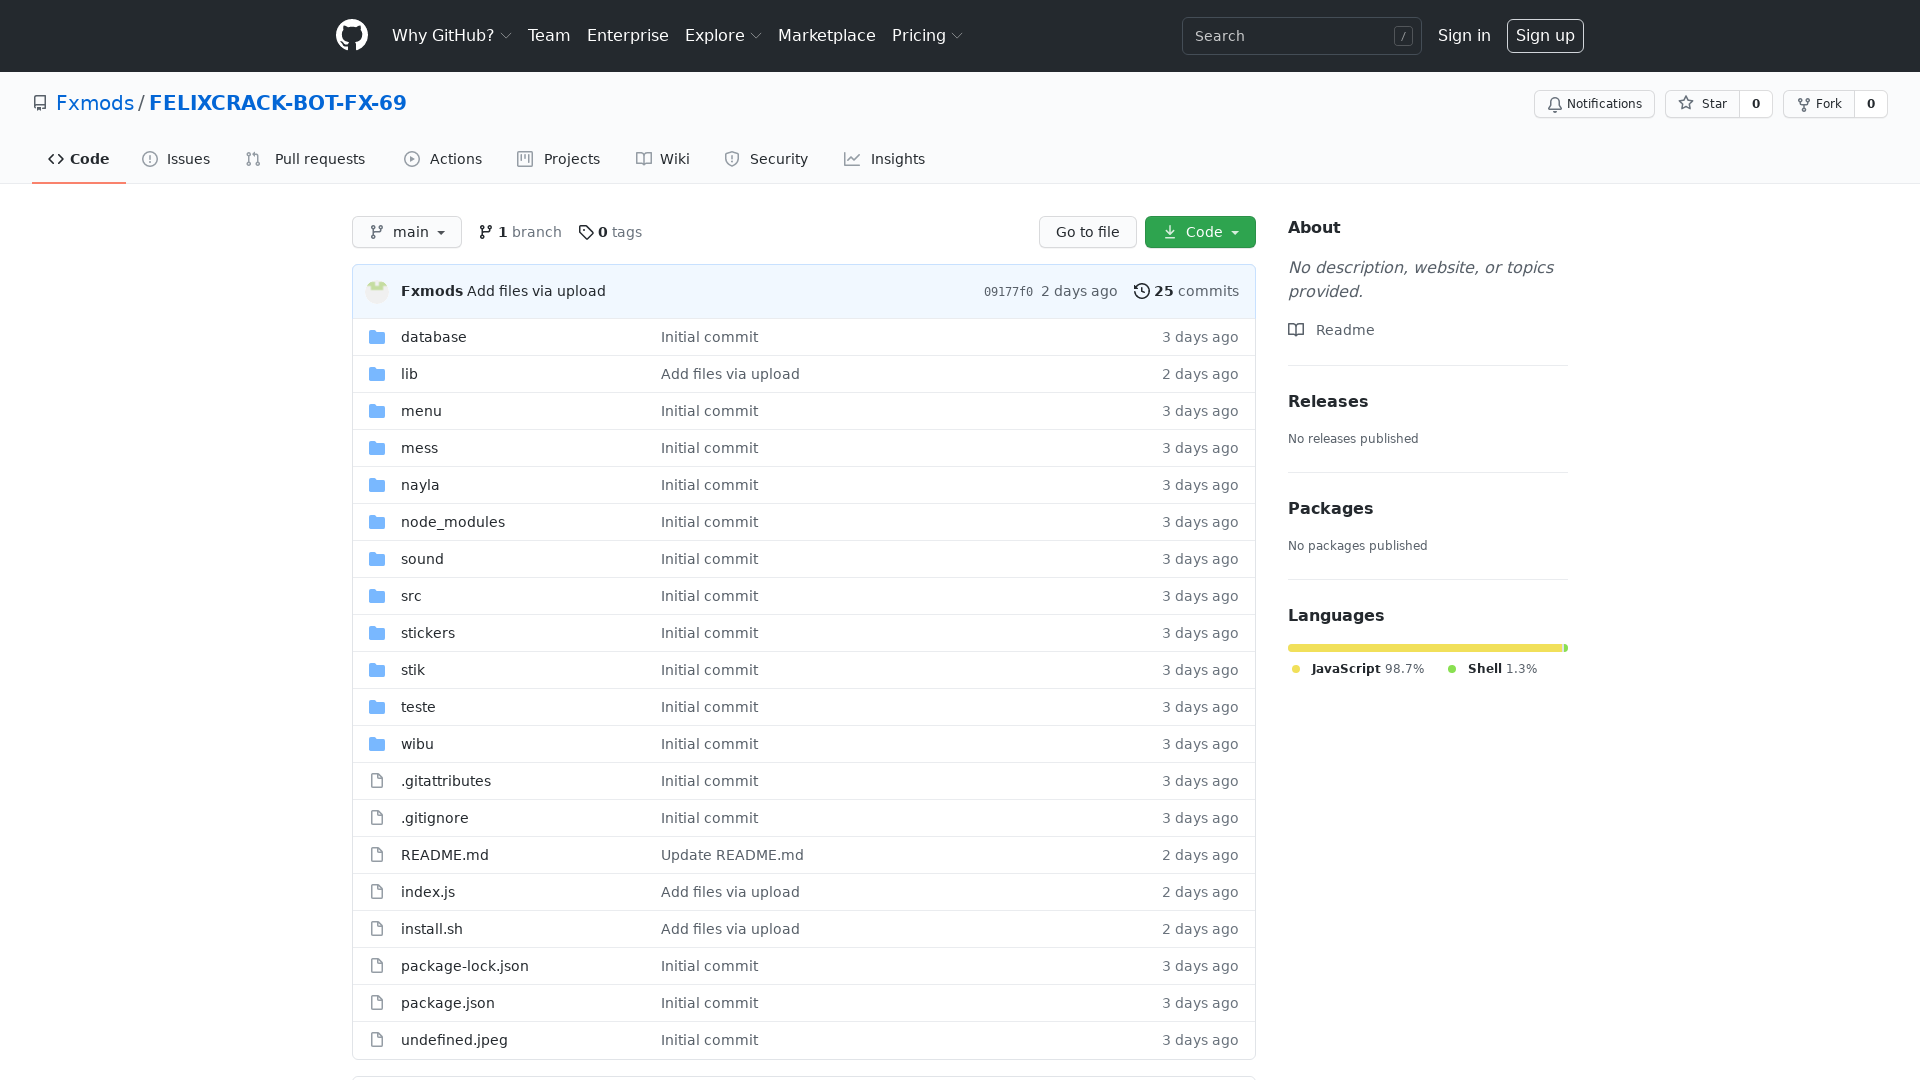 Why GitHub? Team Enterprise Explore Marketplace Pricing Search / Sign in Sign up
Fxmods / FELIXCRACK-BOT-FX-69 Notifications Star 0 Fork 0
Code Issues Pull requests Actions Projects Wiki Security Insights
main 1 branch 0 tags Go to file Code
Fxmods Add files via upload 09177f0 2 days ago 25 commits
database Initial commit 3 days ago
lib Add files via upload 2 days ago
menu Initial commit 3 days ago
mess Initial commit 3 days ago
nayla Initial commit 3 days ago
node_modules Initial commit 3 days ago
sound Initial commit 3 days ago
src Initial commit 3 days ago
stickers Initial commit 3 days ago
stik Initial commit 3 days ago
teste Initial commit 3 days ago
wibu Initial commit 3 days ago
.gitattributes Initial commit 3 days ago
.gitignore Initial commit 3 days ago
README.md Update README.md 2 days ago
index.js Add files via upload 2 days ago
install.sh Add files via upload 2 days ago
package-lock.json Initial commit 3 days ago
package.json Initial commit 3 days ago
undefined.jpeg Initial commit 3 days ago
About
No description, website, or topics
provided.
Readme
Releases
No releases published
Packages
No packages published
Languages
JavaScript 98.7% Shell 1.3%